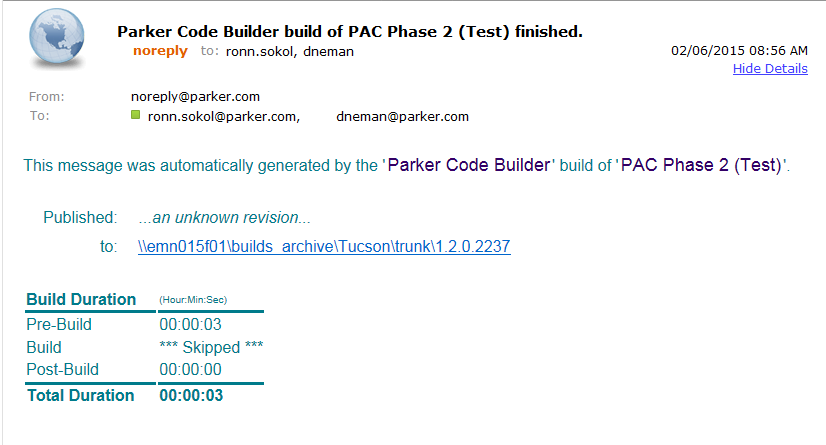 Parker Code Builder build of PAC Phase 2 (Test) finished.
noreply to: ronn.sokol, dneman 02/06/2015 08:56 AM
Hide Details
From: noreply@parker.com
To: ronn.sokol@parker.com, dneman@parker.com
This message was automatically generated by the 'Parker Code Builder' build of 'PAC Phase 2 (Test)'.
Published: ...an unknown revision...
to: \\emn015f01\builds_archive\Tucson\trunk\1.2.0.2237
Build Duration (Hour:Min:Sec)
Pre-Build 00:00:03
Build *** Skipped ***
Post-Build 00:00:00
Total Duration 00:00:03